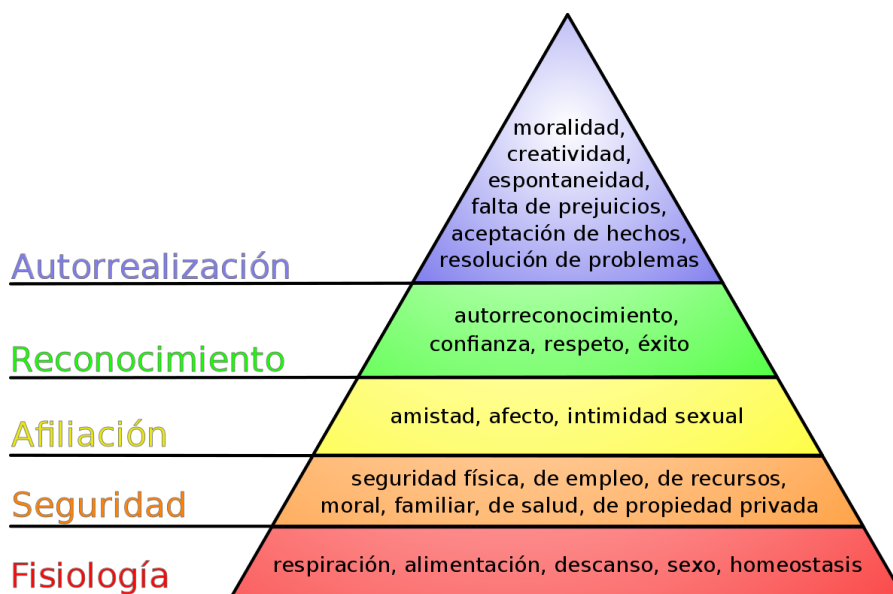 moralidad,
creatividad,
espontaneidad,
falta de prejuicios,
aceptación de hechos,
resolución de problemas
Autorrealización
autorreconocimiento,
confianza, respeto, éxito
Reconocimiento
amistad, afecto, intimidad sexual
Afiliación
seguridad física, de empleo, de recursos,
moral, familiar, de salud, de propiedad privada
Seguridad
respiración, alimentación, descanso, sexo, homeostasis
Fisiología